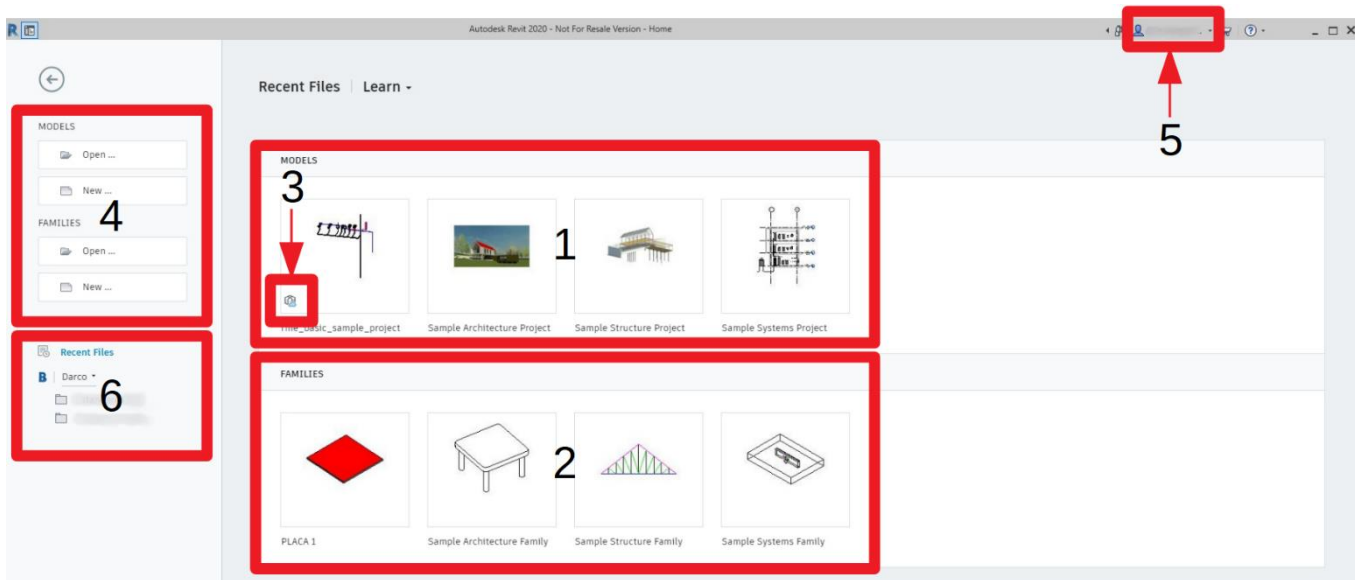 R
Autodesk Revit 2020 - Not For Resale Version - Home
5
Recent Files | Learn
MODELS
Open ...
New ...
4
FAMILIES
Open ...
New ...
Recent Files
B | Darco
6
MODELS
3
1
Sample Architecture Project
Sample Structure Project
Sample Systems Project
FAMILIES
2
PLACA 1
Sample Architecture Family
Sample Structure Family
Sample Systems Family